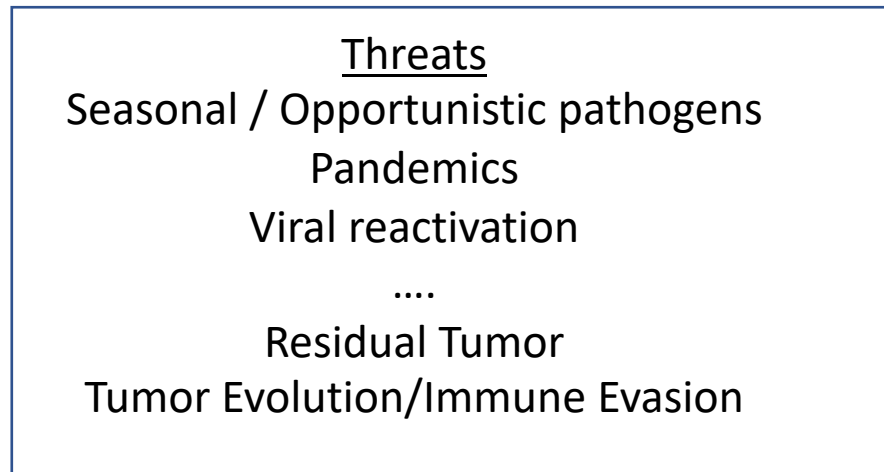 Threats
Seasonal / Opportunistic pathogens
Pandemics
Viral reactivation
....
Residual Tumor
Tumor Evolution/Immune Evasion